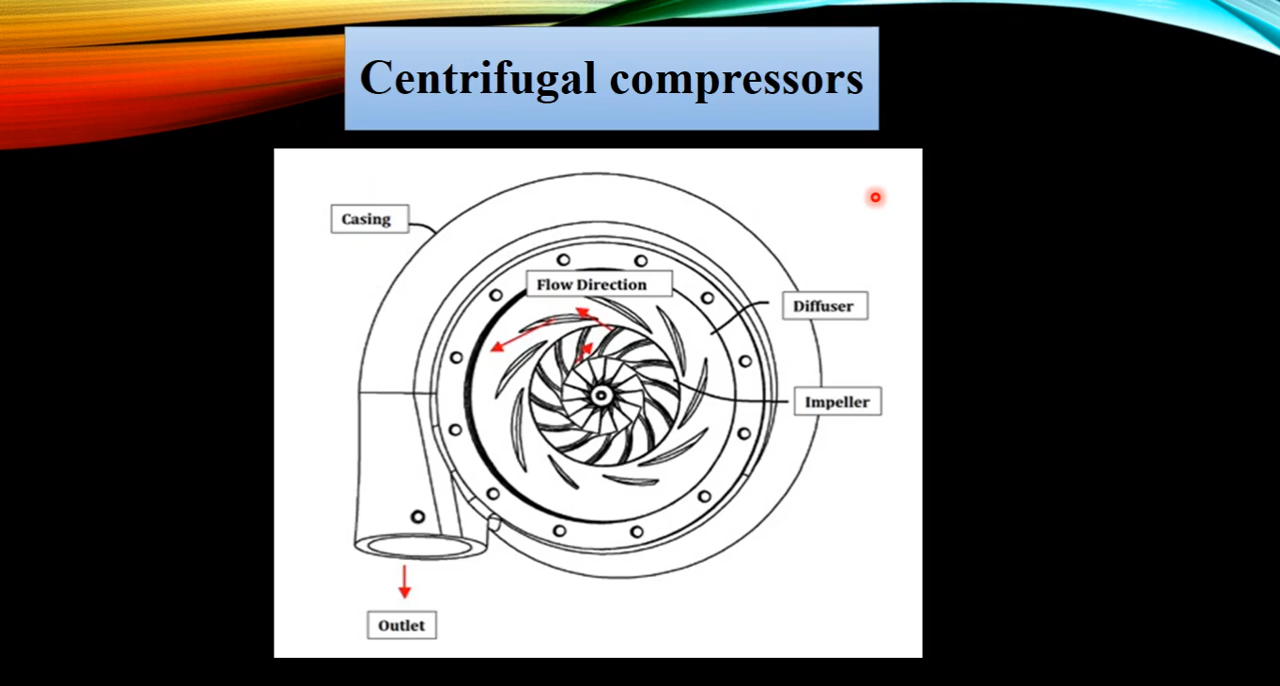 Centrifugal compressors
Casing
Flow Direction
Diffuser
Impeller
Outlet